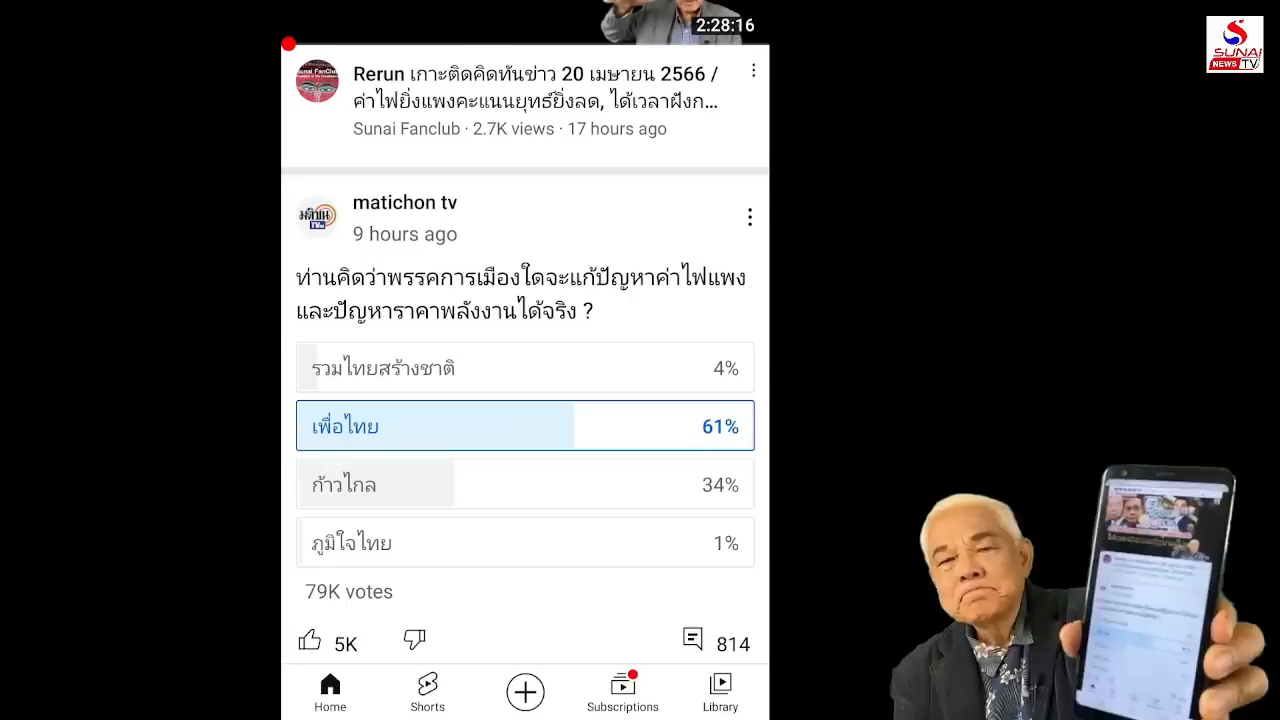 2:28:16
SUNAI
NEWS TV
Rerun เกาะติดคิดทันข่าว 20 เมษายน 2566 /
ค่าไฟยิ่งแพงคะแนนยุทธ์ยิ่งลด, ได้เวลาฝังก...
Sunai Fanclub · 2.7K views · 17 hours ago
มติชน
TV
matichon tv
9 hours ago
ท่านคิดว่าพรรคการเมืองใดจะแก้ปัญหาค่าไฟแพง
และปัญหาราคาพลังงานได้จริง ?
รวมไทยสร้างชาติ 4%
เพื่อไทย 61%
ก้าวไกล 34%
ภูมิใจไทย 1%
79K votes
5K 814
Home Shorts Subscriptions Library